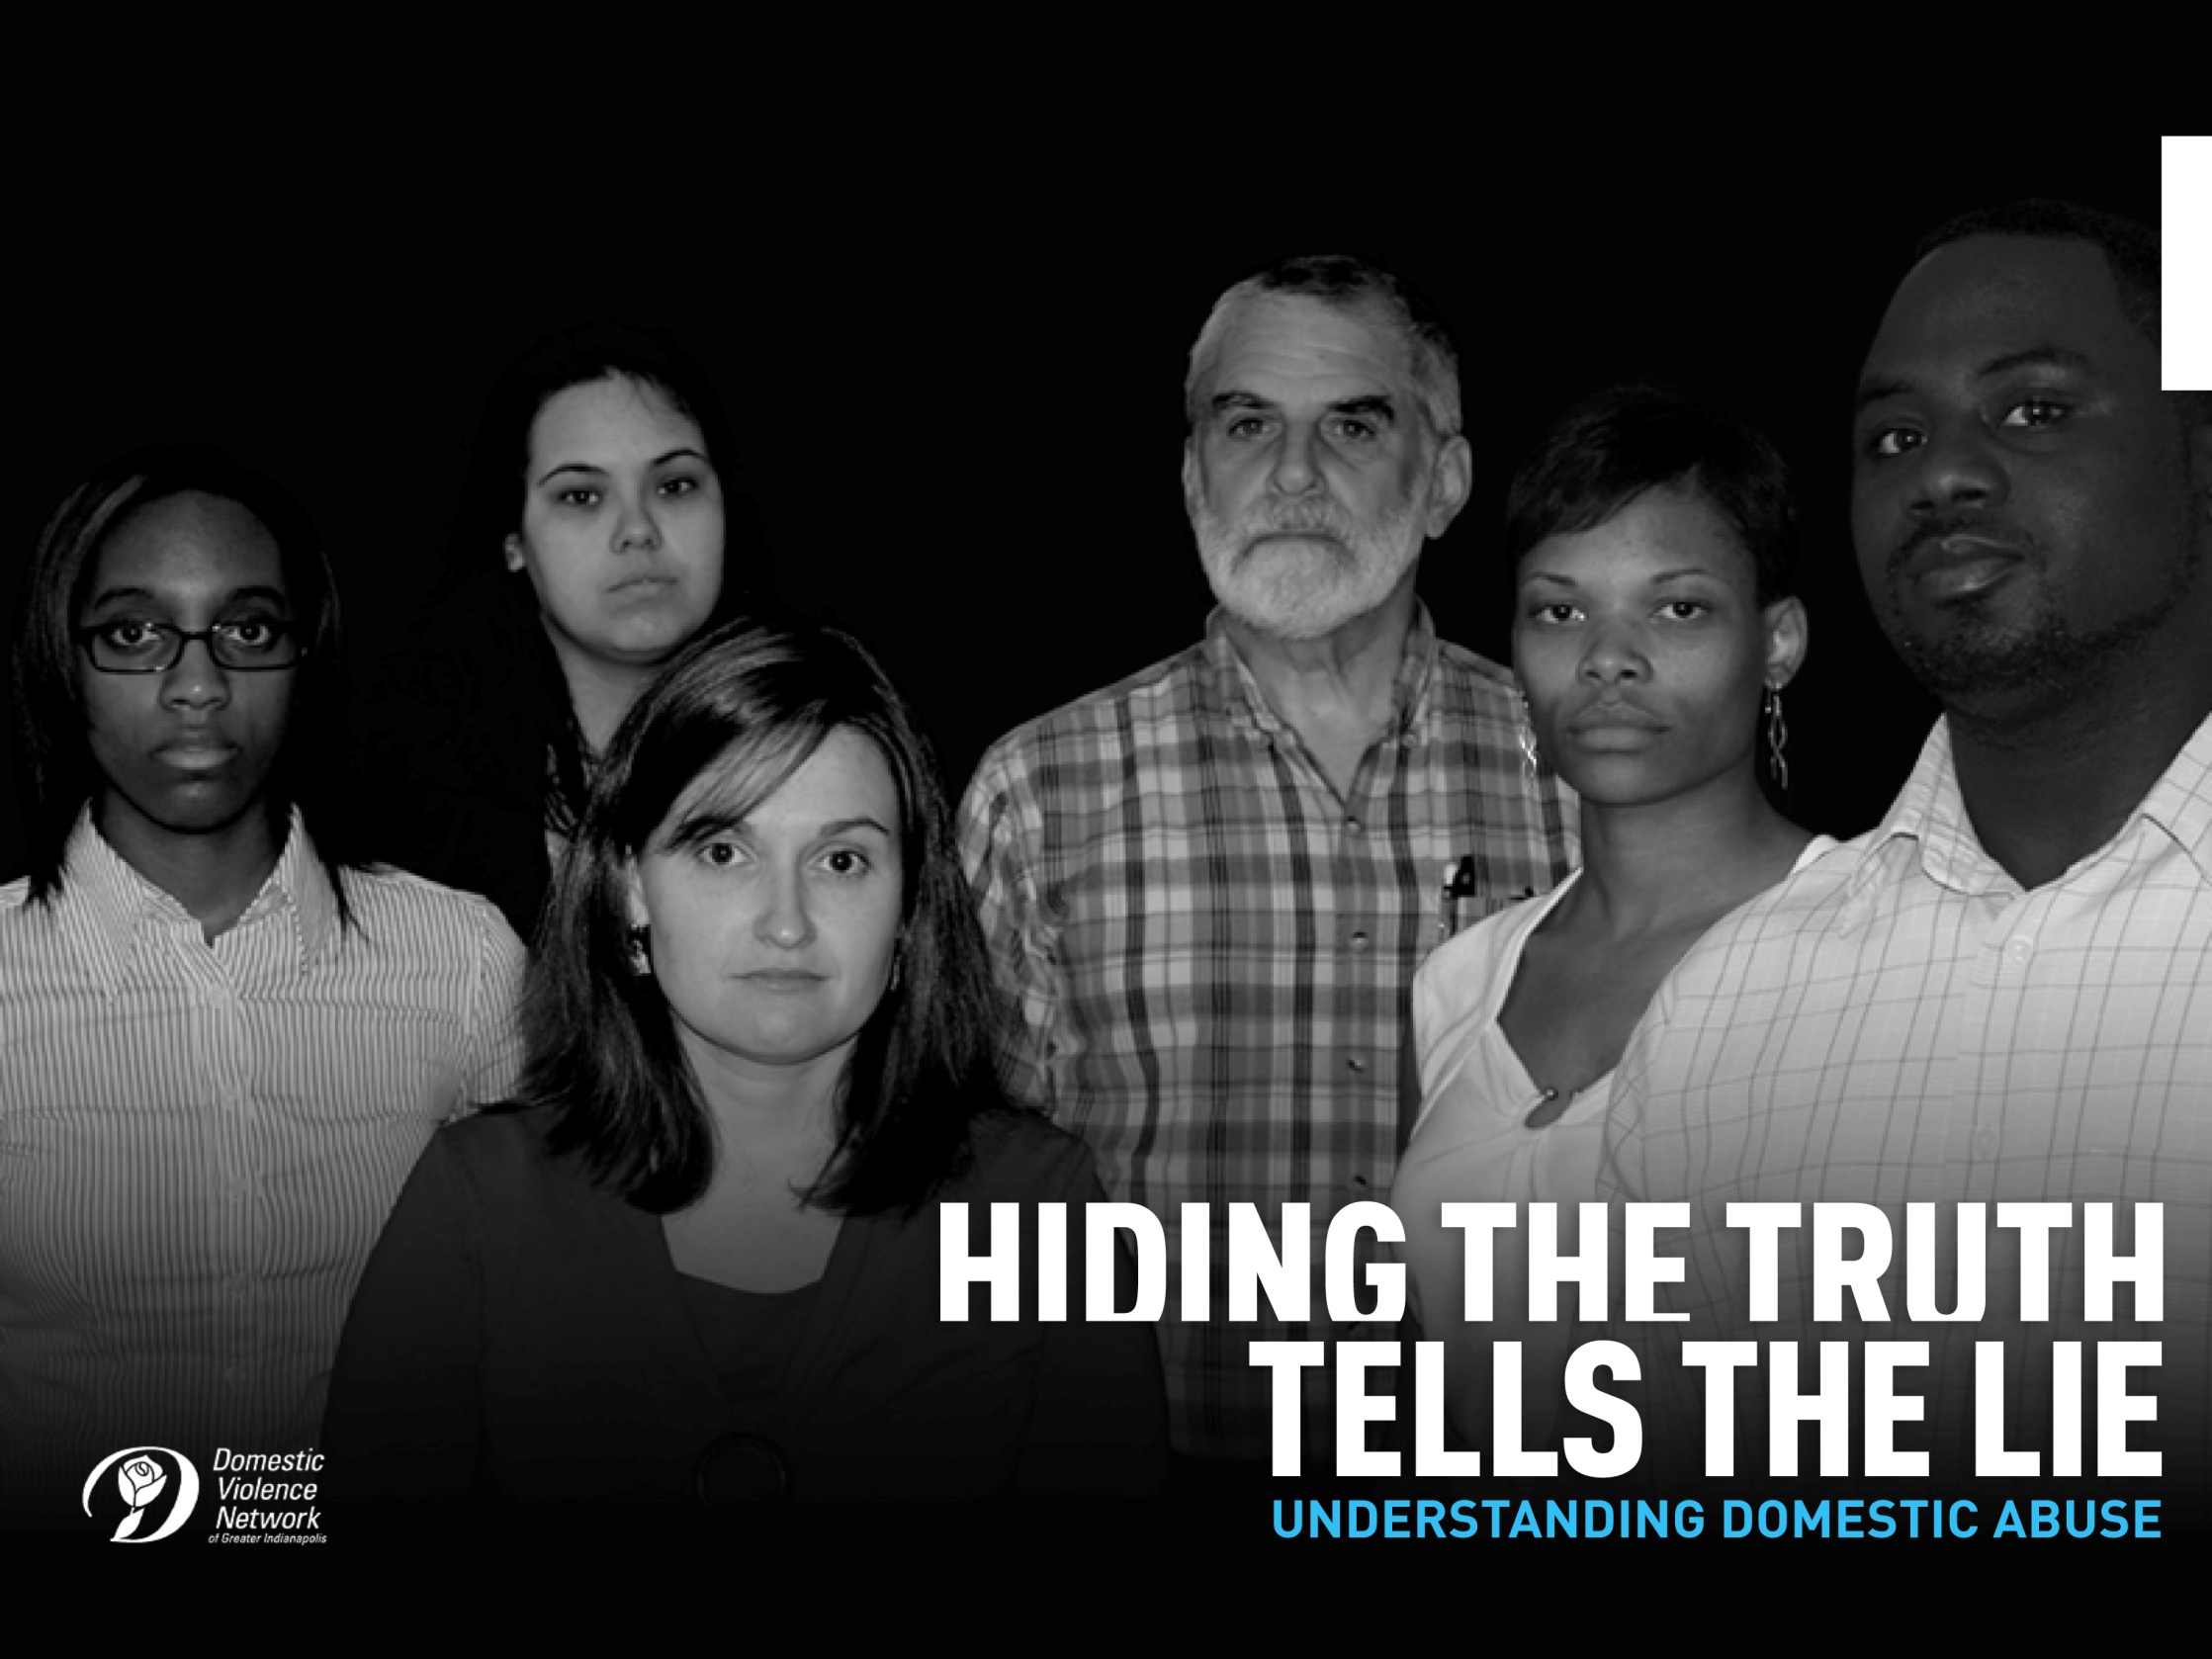 HIDING THE TRUTH
TELLS THE LIE
UNDERSTANDING DOMESTIC ABUSE
Domestic
Violence
Network
of Greater Indianapolis